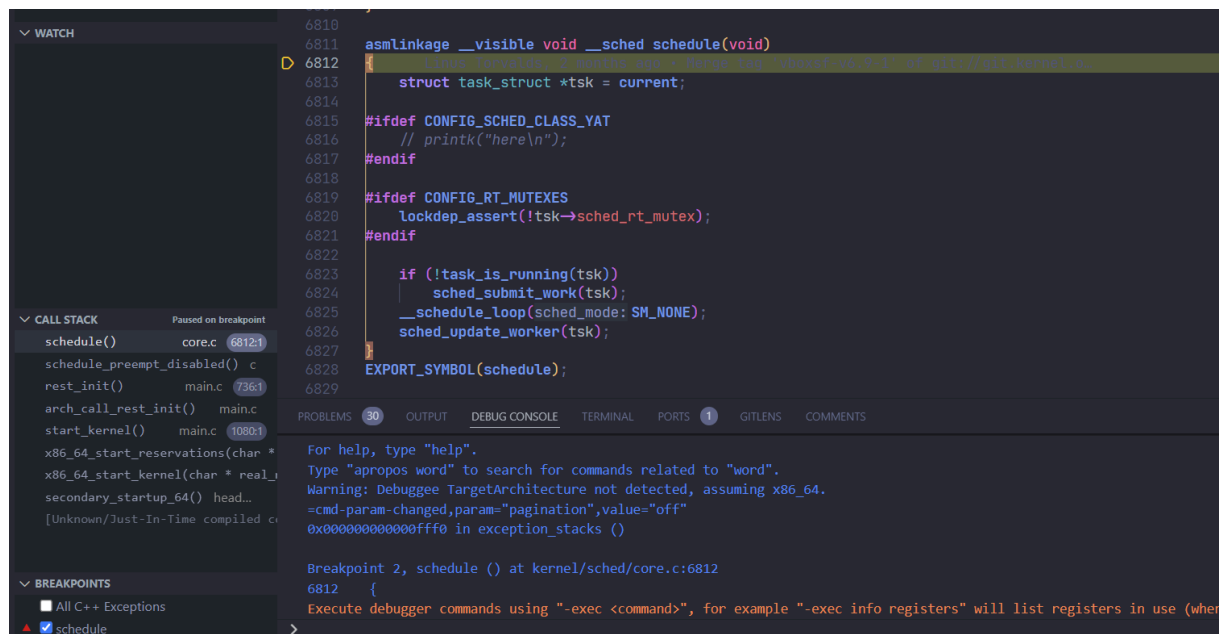 WATCH
CALL STACK Paused on breakpoint
schedule() core.c 6812:1
schedule_preempt_disabled() c
rest_init() main.c 736:1
arch_call_rest_init() main.c
start_kernel() main.c 1080:1
x86_64_start_reservations(char *
x86_64_start_kernel(char * real_
secondary_startup_64() head...
[Unknown/Just-In-Time compiled
BREAKPOINTS
All C++ Exceptions
schedule
6810
6811 asmlinkage __visible void __sched schedule(void)
6812 {
6813 struct task_struct *tsk = current;
6814
6815 #ifdef CONFIG_SCHED_CLASS_YAT
6816 // printk("here\n");
6817 #endif
6818
6819 #ifdef CONFIG_RT_MUTEXES
6820 lockdep_assert(!tsk→sched_rt_mutex);
6821 #endif
6822
6823 if (!task_is_running(tsk))
6824 sched_submit_work(tsk);
6825 __schedule_loop(sched_mode: SM_NONE);
6826 sched_update_worker(tsk);
6827 }
6828 EXPORT_SYMBOL(schedule);
6829
PROBLEMS 30 OUTPUT DEBUG CONSOLE TERMINAL PORTS 1 GITLENS COMMENTS
For help, type "help".
Type "apropos word" to search for commands related to "word".
Warning: Debuggee TargetArchitecture not detected, assuming x86_64.
=cmd-param-changed,param="pagination",value="off"
0x000000000000fff0 in exception_stacks ()
Breakpoint 2, schedule () at kernel/sched/core.c:6812
6812 {
Execute debugger commands using "-exec <command>", for example "-exec info registers" will list registers in use (when
>